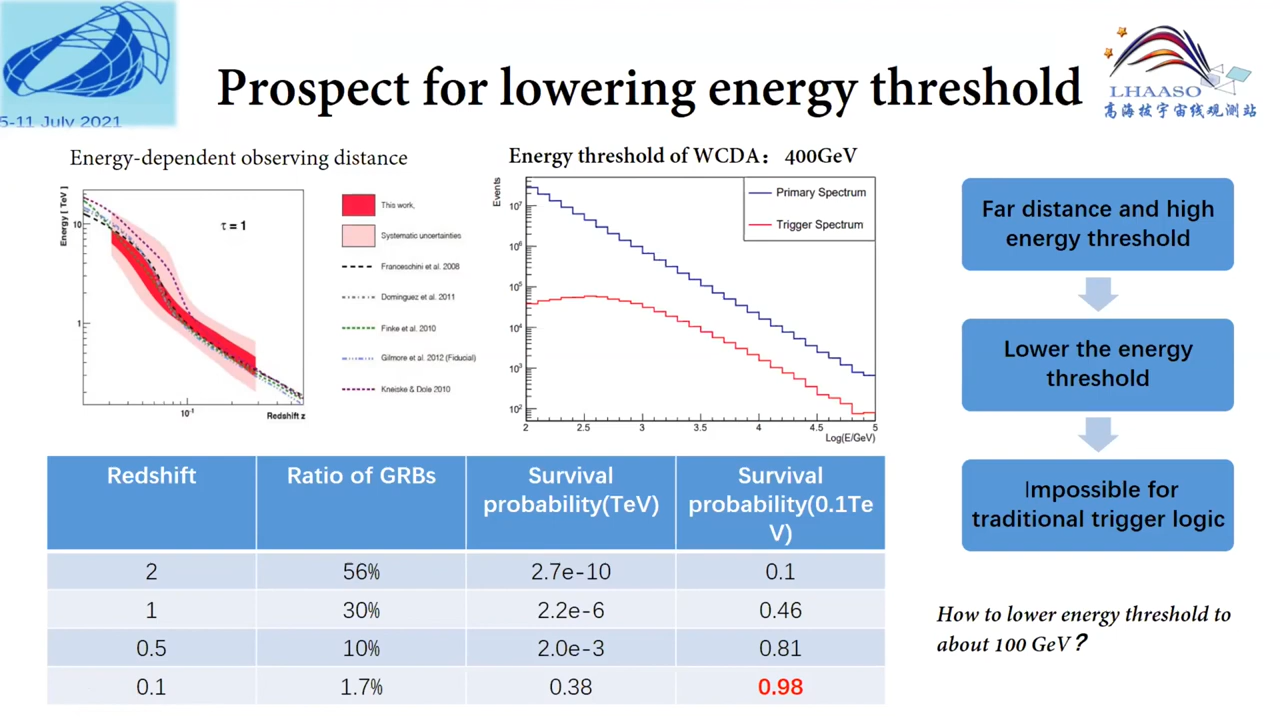 5-11 July 2021
Prospect for lowering energy threshold
LHAASO
高海拔宇宙线观测站
Energy-dependent observing distance
Energy [ TeV ]
10
1
τ = 1
10⁻¹
Redshift z
This work,
Systematic uncertainties
Franceschini et al. 2008
Dominguez et al. 2011
Finke et al. 2010
Gilmore et al. 2012 (Fiducial)
Kneiske & Dole 2010
Energy threshold of WCDA：400GeV
Events
10⁷
10⁶
10⁵
10⁴
10³
10²
Primary Spectrum
Trigger Spectrum
2 2.5 3 3.5 4 4.5 5
Log(E/GeV)
Far distance and high
energy threshold
Lower the energy
threshold
Impossible for
traditional trigger logic
How to lower energy threshold to
about 100 GeV？
Redshift Ratio of GRBs Survival Survival
probability(TeV) probability(0.1Te
V)
2 56% 2.7e-10 0.1
1 30% 2.2e-6 0.46
0.5 10% 2.0e-3 0.81
0.1 1.7% 0.38 0.98